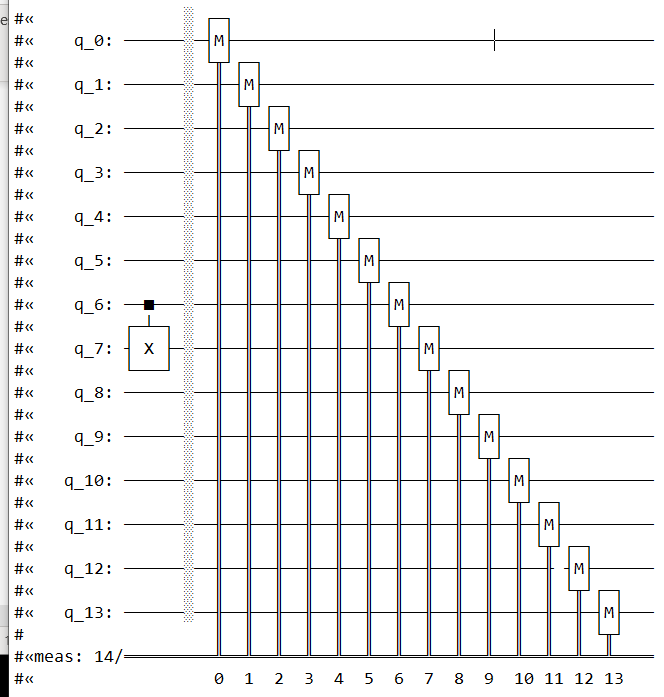 #«
#« q_0: M
#«
#« q_1: M
#«
#« q_2: M
#«
#« q_3: M
#«
#« q_4: M
#«
#« q_5: M
#«
#« q_6: M
#«
#« q_7: X M
#«
#« q_8: M
#«
#« q_9: M
#«
#« q_10: M
#«
#« q_11: M
#«
#« q_12: M
#«
#« q_13: M
#
#«meas: 14/
#« 0 1 2 3 4 5 6 7 8 9 10 11 12 13